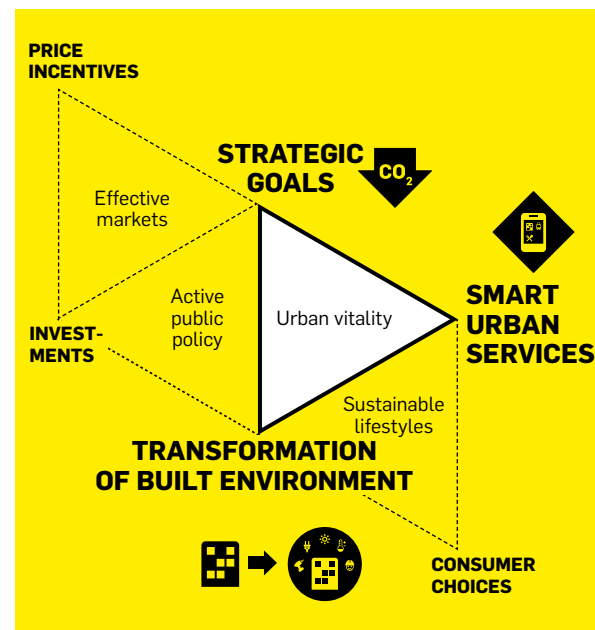 PRICE
INCENTIVES
STRATEGIC
GOALS
CO₂
Effective
markets
SMART
URBAN
SERVICES
Active
public
policy
Urban vitality
INVEST-
MENTS
Sustainable
lifestyles
TRANSFORMATION
OF BUILT ENVIRONMENT
CONSUMER
CHOICES